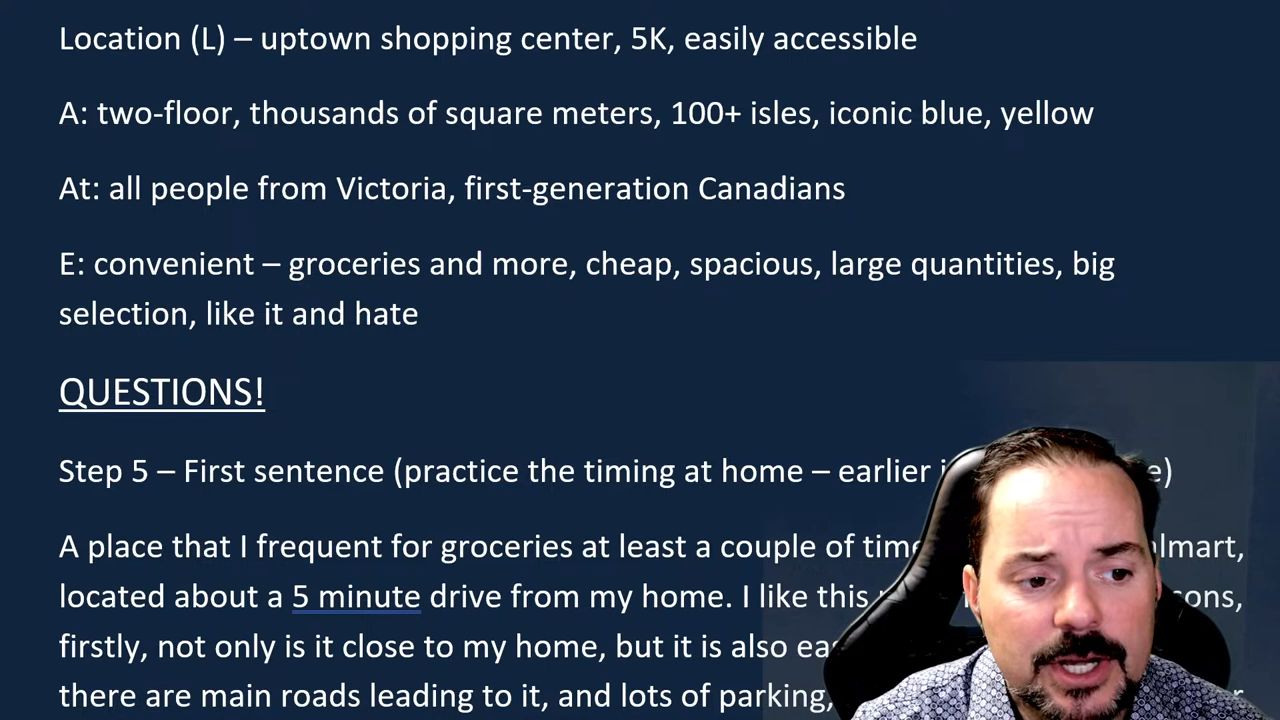 Location (L) – uptown shopping center, 5K, easily accessible
A: two-floor, thousands of square meters, 100+ isles, iconic blue, yellow
At: all people from Victoria, first-generation Canadians
E: convenient – groceries and more, cheap, spacious, large quantities, big
selection, like it and hate
QUESTIONS!
Step 5 – First sentence (practice the timing at home – earlier
A place that I frequent for groceries at least a couple of
located about a 5 minute drive from my home. I like this
firstly, not only is it close to my home, but it is also
there are main roads leading to it, and lots of parking,